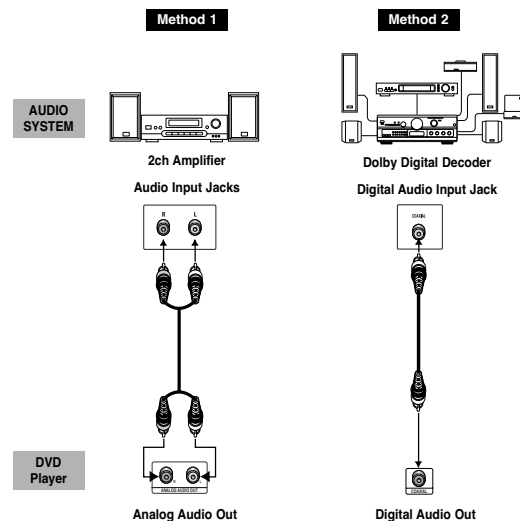 Method 1
Method 2
AUDIO
SYSTEM
2ch Amplifier
Dolby Digital Decoder
Audio Input Jacks
Digital Audio Input Jack
R L
COAXIAL
DVD
Player
R L
ANALOG AUDIO OUT
COAXIAL
Analog Audio Out
Digital Audio Out